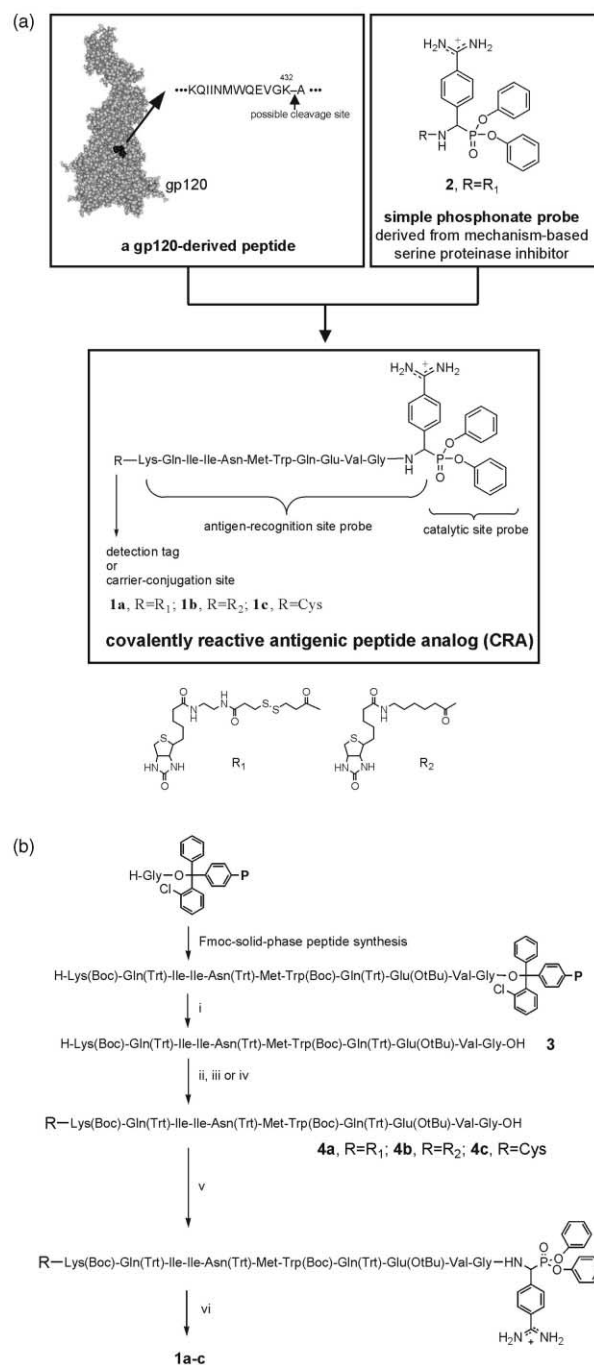 (a)
432
•••KQIINMWQEVGK–A •••
possible cleavage site
gp120
a gp120-derived peptide
H₂N + NH₂
R N H P O O O
2, R=R₁
simple phosphonate probe
derived from mechanism-based
serine proteinase inhibitor
H₂N + NH₂
R—Lys-Gln-Ile-Ile-Asn-Met-Trp-Gln-Glu-Val-Gly—N H P O O O
antigen-recognition site probe
catalytic site probe
detection tag
or
carrier-conjugation site
1a, R=R₁; 1b, R=R₂; 1c, R=Cys
covalently reactive antigenic peptide analog (CRA)
O N H H N O S S O
S HN NH O
R₁
O N H O
S HN NH O
R₂
(b)
H-Gly—O P
Cl
Fmoc-solid-phase peptide synthesis
H-Lys(Boc)-Gln(Trt)-Ile-Ile-Asn(Trt)-Met-Trp(Boc)-Gln(Trt)-Glu(OtBu)-Val-Gly—O P
Cl
i
H-Lys(Boc)-Gln(Trt)-Ile-Ile-Asn(Trt)-Met-Trp(Boc)-Gln(Trt)-Glu(OtBu)-Val-Gly-OH 3
ii, iii or iv
R—Lys(Boc)-Gln(Trt)-Ile-Ile-Asn(Trt)-Met-Trp(Boc)-Gln(Trt)-Glu(OtBu)-Val-Gly-OH
4a, R=R₁; 4b, R=R₂; 4c, R=Cys
v
R—Lys(Boc)-Gln(Trt)-Ile-Ile-Asn(Trt)-Met-Trp(Boc)-Gln(Trt)-Glu(OtBu)-Val-Gly—HN P O O O
H₂N + NH₂
vi
1a-c